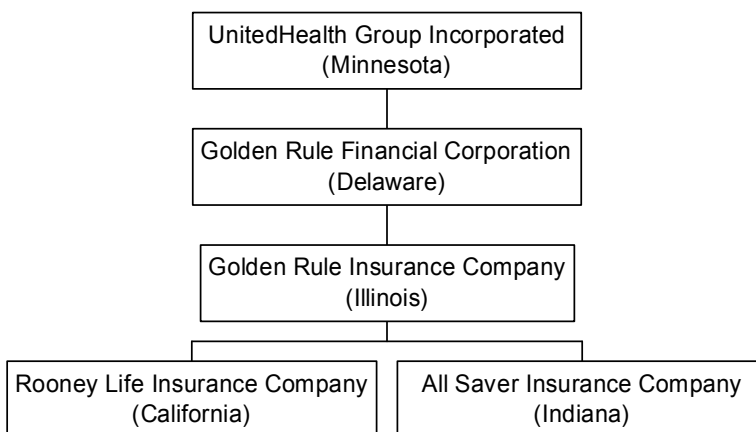 UnitedHealth Group Incorporated
(Minnesota)
Golden Rule Financial Corporation
(Delaware)
Golden Rule Insurance Company
(Illinois)
Rooney Life Insurance Company
(California)
All Saver Insurance Company
(Indiana)